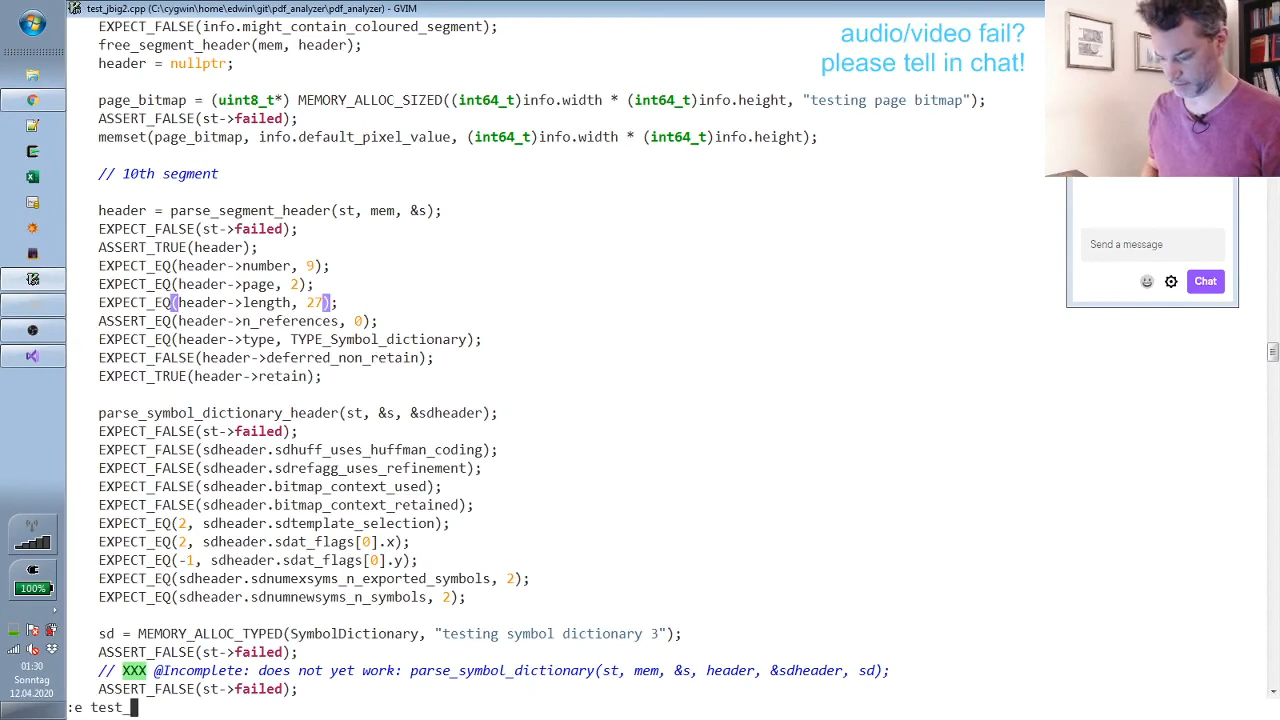 test_jbig2.cpp (C:\cygwin\home\edwin\git\pdf_analyzer\pdf_analyzer) - GVIM
EXPECT_FALSE(info.might_contain_coloured_segment);
free_segment_header(mem, header);
header = nullptr;
page_bitmap = (uint8_t*) MEMORY_ALLOC_SIZED((int64_t)info.width * (int64_t)info.height, "testing page bitmap");
ASSERT_FALSE(st->failed);
memset(page_bitmap, info.default_pixel_value, (int64_t)info.width * (int64_t)info.height);
// 10th segment
header = parse_segment_header(st, mem, &s);
EXPECT_FALSE(st->failed);
ASSERT_TRUE(header);
EXPECT_EQ(header->number, 9);
EXPECT_EQ(header->page, 2);
EXPECT_EQ(header->length, 27);
ASSERT_EQ(header->n_references, 0);
EXPECT_EQ(header->type, TYPE_Symbol_dictionary);
EXPECT_FALSE(header->deferred_non_retain);
EXPECT_TRUE(header->retain);
parse_symbol_dictionary_header(st, &s, &sdheader);
EXPECT_FALSE(st->failed);
EXPECT_FALSE(sdheader.sdhuff_uses_huffman_coding);
EXPECT_FALSE(sdheader.sdrefagg_uses_refinement);
EXPECT_FALSE(sdheader.bitmap_context_used);
EXPECT_FALSE(sdheader.bitmap_context_retained);
EXPECT_EQ(2, sdheader.sdtemplate_selection);
EXPECT_EQ(2, sdheader.sdat_flags[0].x);
EXPECT_EQ(-1, sdheader.sdat_flags[0].y);
EXPECT_EQ(sdheader.sdnumexsyms_n_exported_symbols, 2);
EXPECT_EQ(sdheader.sdnumnewsyms_n_symbols, 2);
sd = MEMORY_ALLOC_TYPED(SymbolDictionary, "testing symbol dictionary 3");
ASSERT_FALSE(st->failed);
// XXX @Incomplete: does not yet work: parse_symbol_dictionary(st, mem, &s, header, &sdheader, sd);
ASSERT_FALSE(st->failed);
:e test_
audio/video fail?
please tell in chat!
Send a message
Chat
100%
01:30
Sonntag
12.04.2020